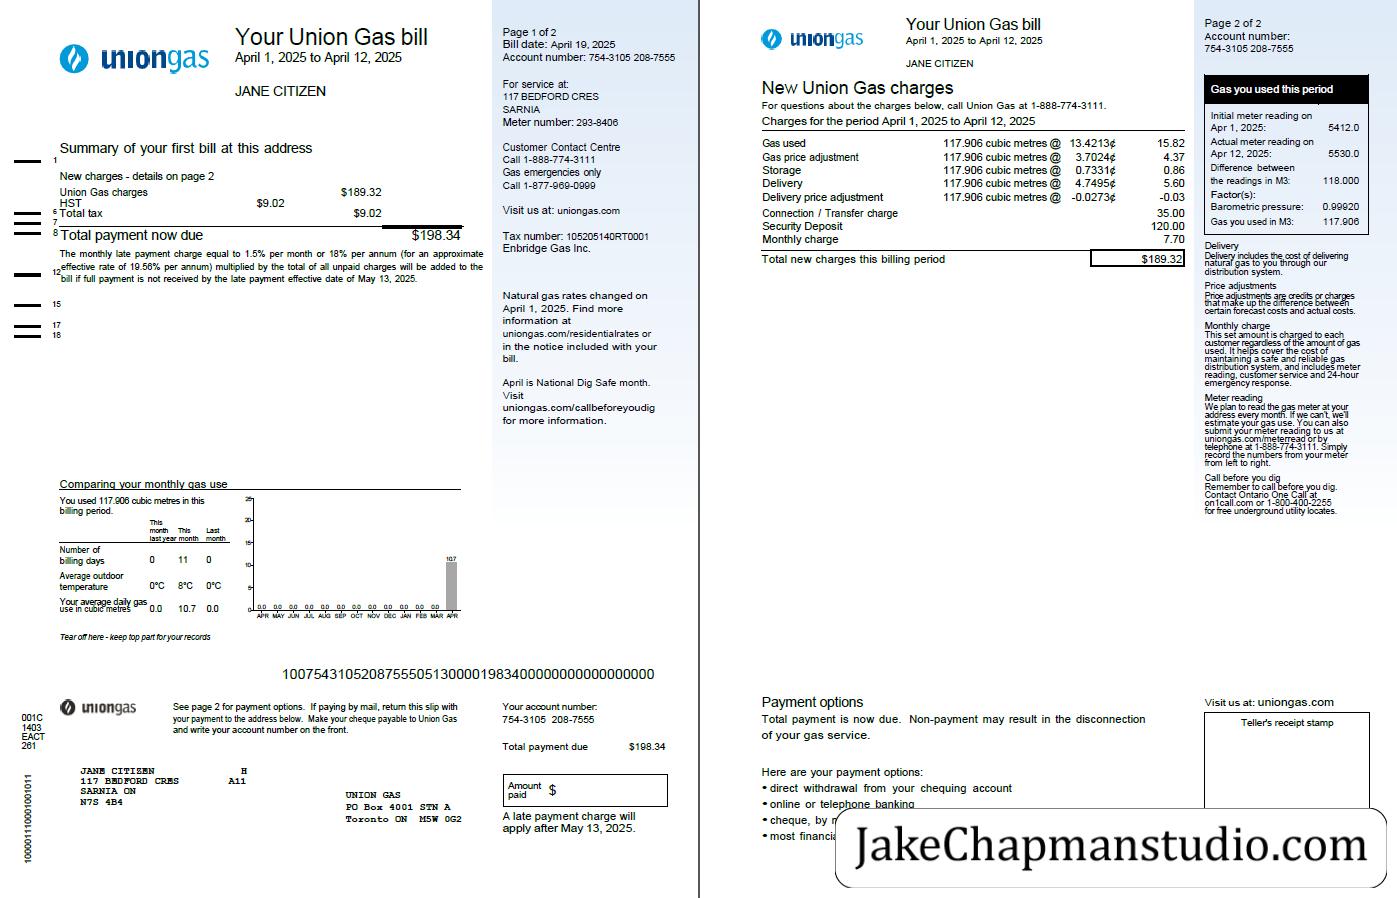 uniongas
Your Union Gas bill
April 1, 2025 to April 12, 2025
JANE CITIZEN
Page 1 of 2
Bill date: April 19, 2025
Account number: 754-3105 208-7555
For service at:
117 BEDFORD CRES
SARNIA
Meter number: 293-8406
Customer Contact Centre
Call 1-888-774-3111
Gas emergencies only
Call 1-877-969-0999
Visit us at: uniongas.com
Tax number: 105205140RT0001
Enbridge Gas Inc.
Natural gas rates changed on
April 1, 2025. Find more
information at
uniongas.com/residentialrates or
in the notice included with your
bill.
April is National Dig Safe month.
Visit
uniongas.com/callbeforeyoudig
for more information.
Summary of your first bill at this address
1
New charges - details on page 2
Union Gas charges $189.32
HST $9.02
6 Total tax $9.02
7
8 Total payment now due $198.34
The monthly late payment charge equal to 1.5% per month or 18% per annum (for an approximate
12 effective rate of 19.56% per annum) multiplied by the total of all unpaid charges will be added to the
bill if full payment is not received by the late payment effective date of May 13, 2025.
15
17
18
Comparing your monthly gas use
You used 117.906 cubic metres in this
billing period.
This month last year This month Last month
Number of
billing days 0 11 0
Average outdoor
temperature 0°C 8°C 0°C
Your average daily gas
use in cubic metres 0.0 10.7 0.0
25
20
15
10
5
0
0.0 0.0 0.0 0.0 0.0 0.0 0.0 0.0 0.0 0.0 0.0 0.0 10.7
APR MAY JUN JUL AUG SEP OCT NOV DEC JAN FEB MAR APR
Tear off here - keep top part for your records
uniongas
See page 2 for payment options. If paying by mail, return this slip with
your payment to the address below. Make your cheque payable to Union Gas
and write your account number on the front.
Your account number:
754-3105 208-7555
Total payment due $198.34
Amount
paid $
A late payment charge will
apply after May 13, 2025.
001C
1403
EACT
261
JANE CITIZEN H
117 BEDFORD CRES A11
SARNIA ON
N7S 4B4
UNION GAS
PO Box 4001 STN A
Toronto ON M5W 0G2
uniongas
Your Union Gas bill
April 1, 2025 to April 12, 2025
JANE CITIZEN
Page 2 of 2
Account number:
754-3105 208-7555
New Union Gas charges
For questions about the charges below, call Union Gas at 1-888-774-3111.
Charges for the period April 1, 2025 to April 12, 2025
Gas used 117.906 cubic metres @ 13.4213¢ 15.82
Gas price adjustment 117.906 cubic metres @ 3.7024¢ 4.37
Storage 117.906 cubic metres @ 0.7331¢ 0.86
Delivery 117.906 cubic metres @ 4.7495¢ 5.60
Delivery price adjustment 117.906 cubic metres @ -0.0273¢ -0.03
Connection / Transfer charge 35.00
Security Deposit 120.00
Monthly charge 7.70
Total new charges this billing period $189.32
Gas you used this period
Initial meter reading on
Apr 1, 2025: 5412.0
Actual meter reading on
Apr 12, 2025: 5530.0
Difference between
the readings in M3: 118.000
Factor(s):
Barometric pressure: 0.99920
Gas you used in M3: 117.906
Delivery
Delivery includes the cost of delivering
natural gas to you through our
distribution system.
Price adjustments
Price adjustments are credits or charges
that make up the difference between
certain forecast costs and actual costs.
Monthly charge
This set amount is charged to each
customer regardless of the amount of gas
used. It helps cover the cost of
maintaining a safe and reliable gas
distribution system, and includes meter
reading, customer service and 24-hour
emergency response.
Meter reading
We plan to read the gas meter at your
address every month. If we can't, we'll
estimate your gas use. You can also
submit your meter reading to us at
uniongas.com/meterread or by
telephone at 1-888-774-3111. Simply
record the numbers from your meter
from left to right.
Call before you dig
Remember to call before you dig.
Contact Ontario One Call at
on1call.com or 1-800-400-2255
for free underground utility locates.
Payment options
Total payment is now due. Non-payment may result in the disconnection
of your gas service.
Here are your payment options:
• direct withdrawal from your chequing account
• online or telephone banking
• cheque, by
• most
Visit us at: uniongas.com
Teller's receipt stamp
JakeChapmanstudio.com